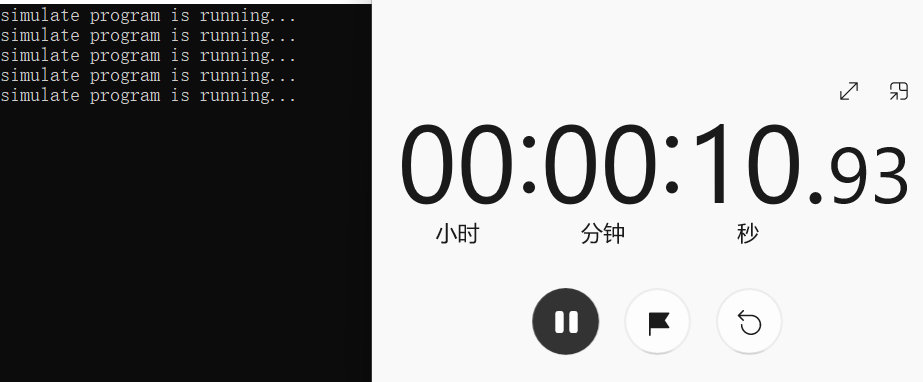 simulate program is running...
simulate program is running...
simulate program is running...
simulate program is running...
simulate program is running...
00:00:10.93
小时 分钟 秒